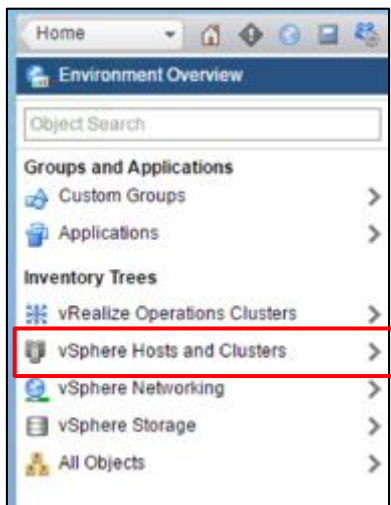 Home
Environment Overview
Object Search
Groups and Applications
Custom Groups
Applications
Inventory Trees
vRealize Operations Clusters
vSphere Hosts and Clusters
vSphere Networking
vSphere Storage
All Objects